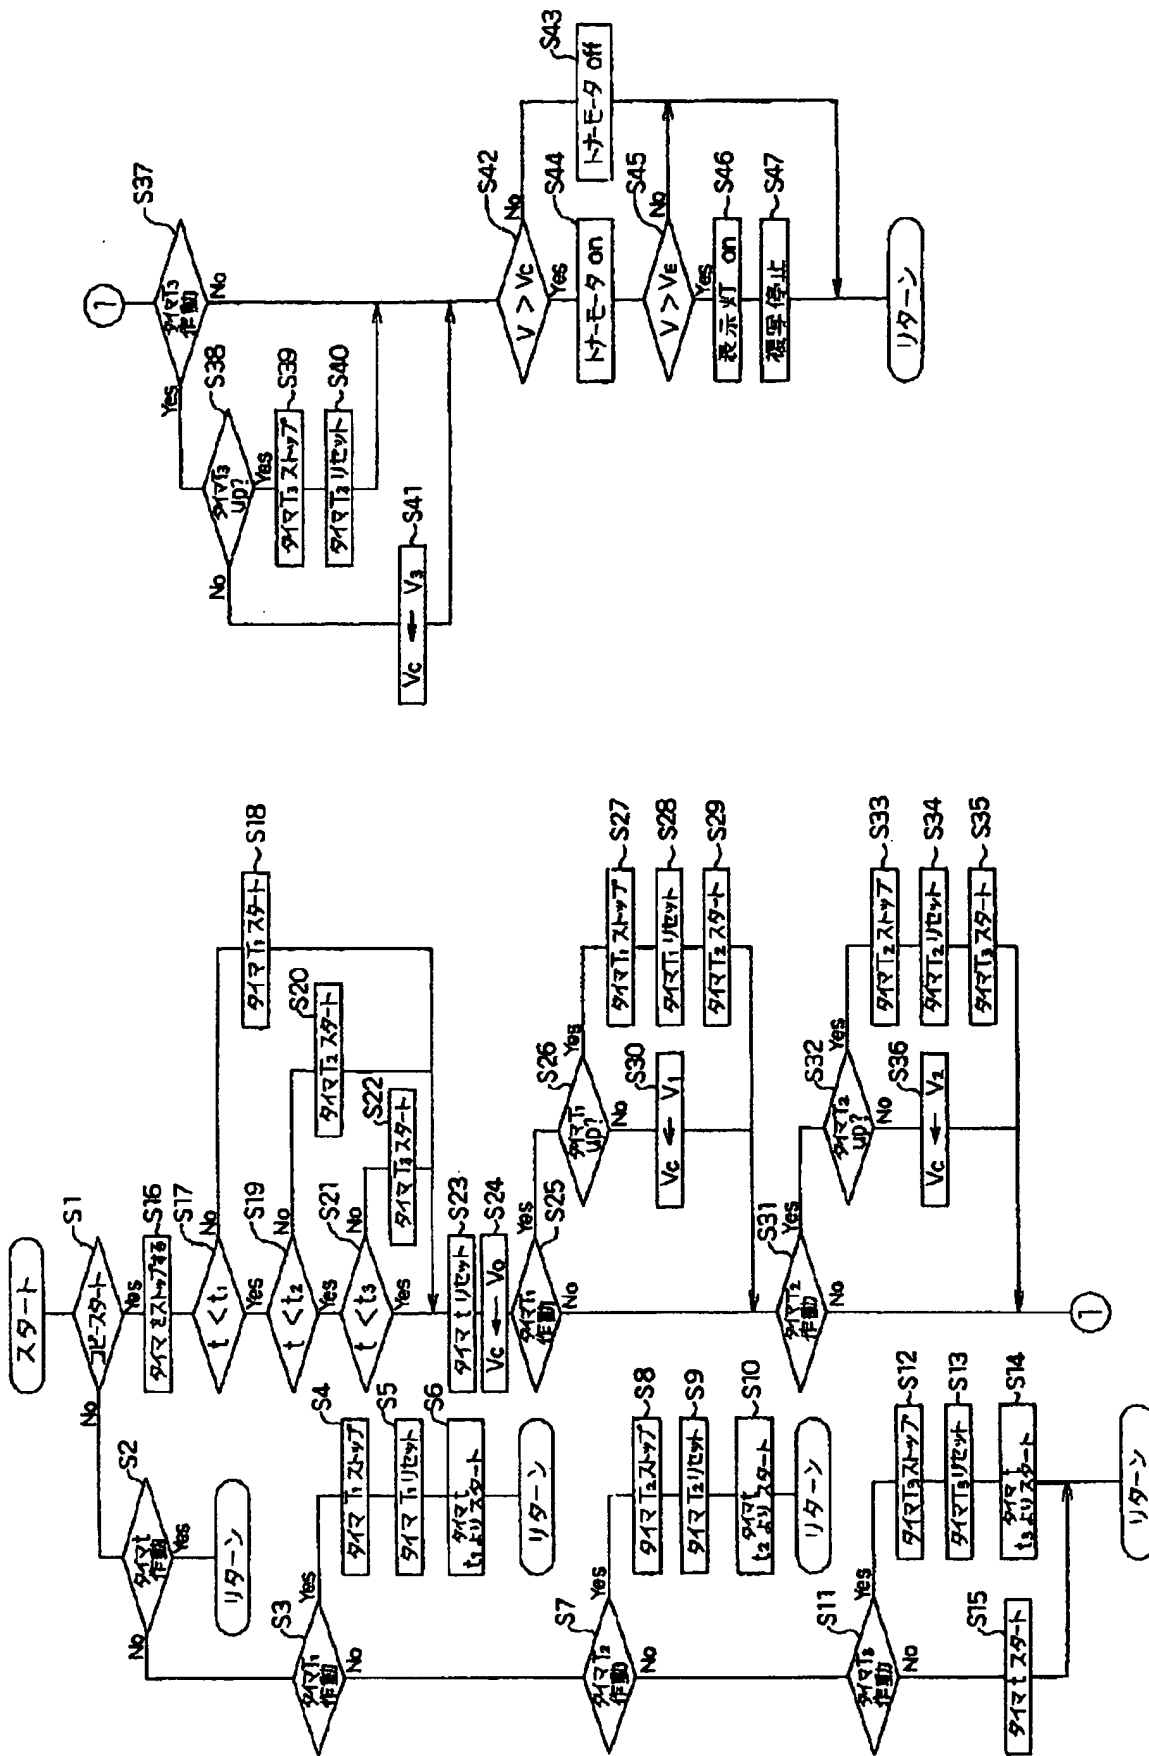 スタート
コピースタート
S1
No
Yes
タイマt
作動
S2
No
Yes
リターン
タイマT₁
作動
S3
Yes
No
タイマT₁ストップ
S4
タイマT₁リセット
S5
タイマt
t₁よりスタート
S6
リターン
タイマT₂
作動
S7
Yes
No
タイマT₂ストップ
S8
タイマT₂リセット
S9
タイマt
t₂よりスタート
S10
リターン
タイマT₃
作動
S11
Yes
No
タイマT₃ストップ
S12
タイマT₃リセット
S13
タイマt
t₃よりスタート
S14
タイマtスタート
S15
リターン
タイマtストップする
S16
t < t₁
S17
No
Yes
タイマT₁スタート
S18
t < t₂
S19
No
Yes
タイマT₂スタート
S20
t < t₃
S21
No
Yes
タイマT₃スタート
S22
タイマtリセット
S23
Vc ← V₀
S24
タイマT₁
作動
S25
Yes
No
タイマT₁
up?
S26
Yes
No
タイマT₁ストップ
S27
タイマT₁リセット
S28
タイマT₂スタート
S29
Vc ← V₁
S30
タイマT₂
作動
S31
Yes
No
タイマT₂
up?
S32
Yes
No
タイマT₂ストップ
S33
タイマT₂リセット
S34
タイマT₃スタート
S35
Vc ← V₂
S36
1
1
タイマT₃
作動
S37
Yes
No
タイマT₃
up?
S38
Yes
No
タイマT₃ストップ
S39
タイマT₂リセット
S40
Vc ← V₃
S41
V > Vc
S42
No
Yes
トナーモータ off
S43
トナーモータ on
S44
V > VE
S45
No
Yes
表示灯 on
S46
複写停止
S47
リターン